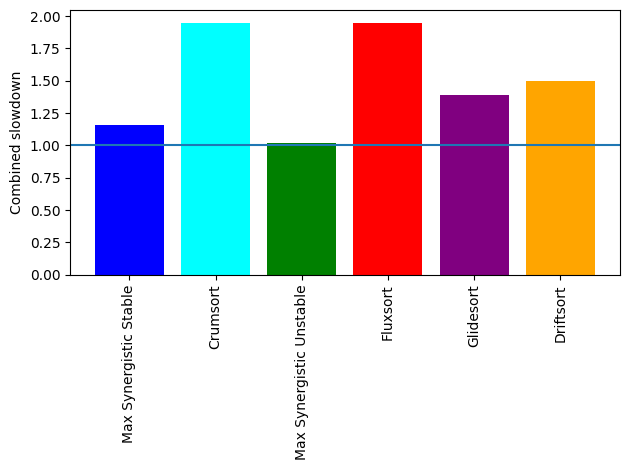 Combined slowdown
2.00
1.75
1.50
1.25
1.00
0.75
0.50
0.25
0.00
Max Synergistic Stable
Crumsort
Max Synergistic Unstable
Fluxsort
Glidesort
Driftsort